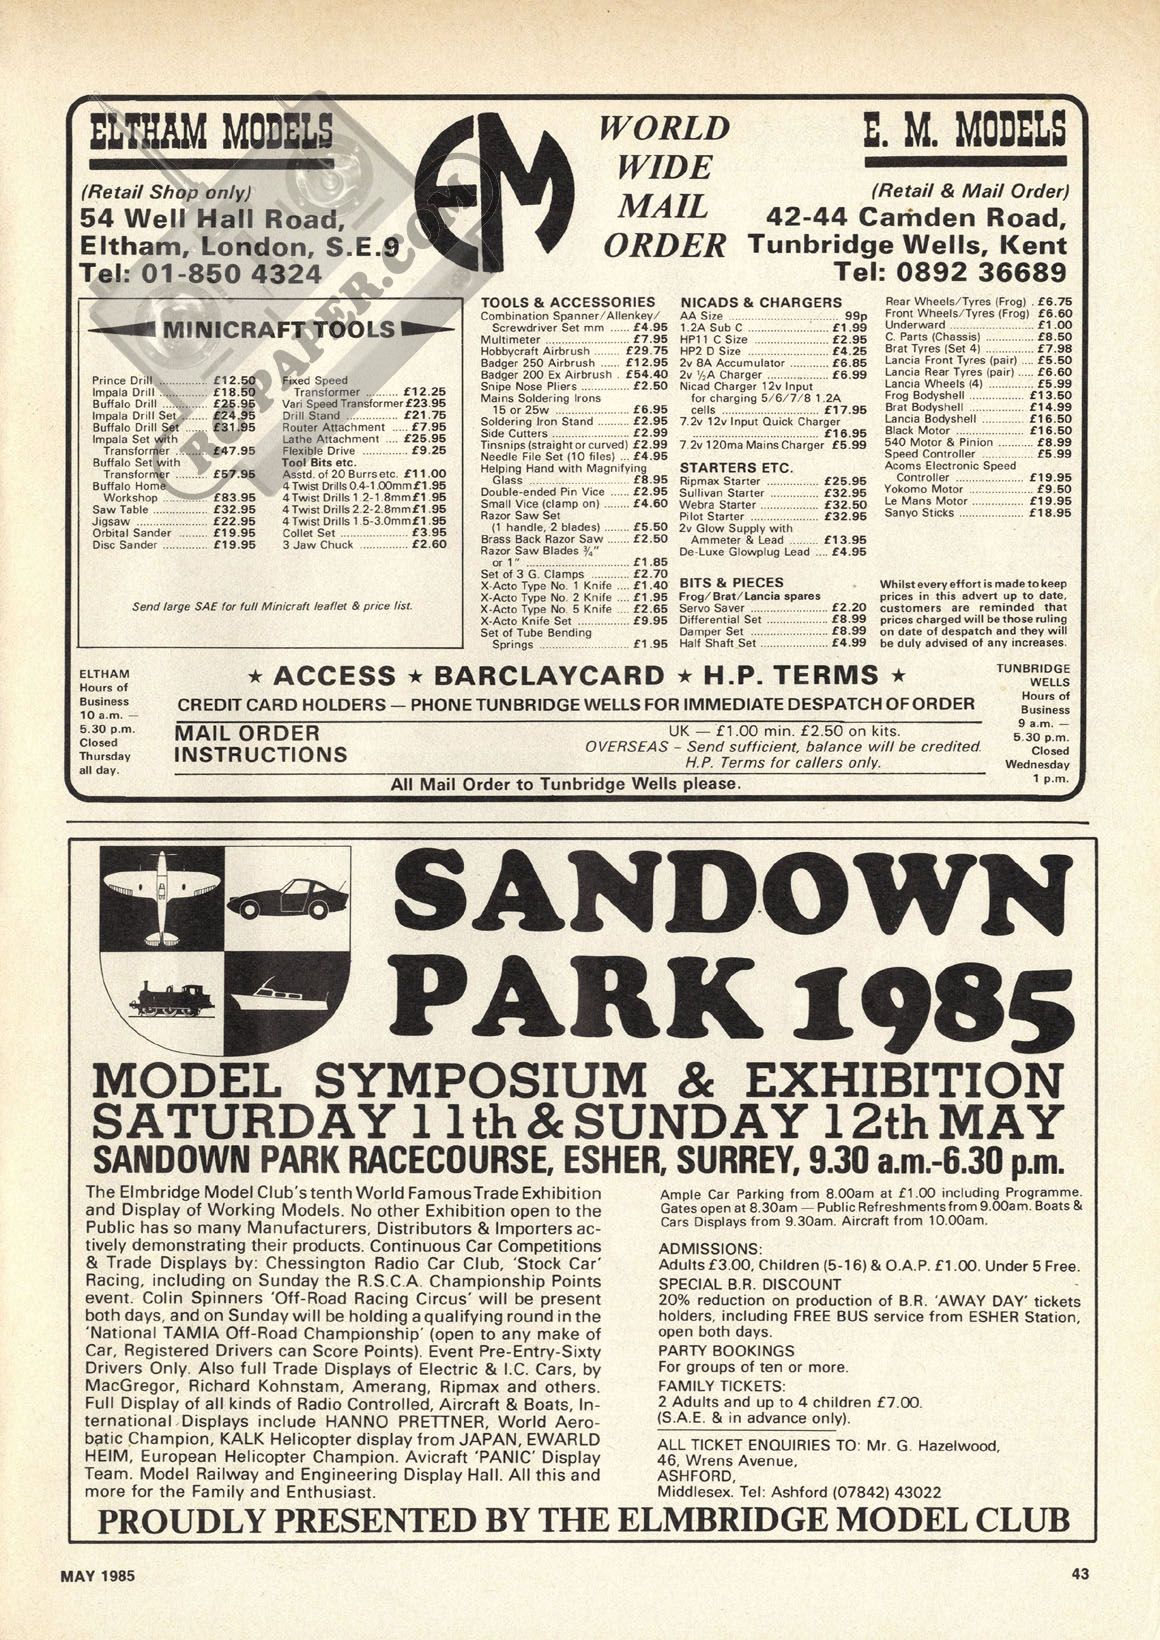 ELTHAM MODELS
(Retail Shop only)
54 Well Hall Road,
Eltham, London, S.E.9
Tel: 01-850 4324
EM
WORLD
WIDE
MAIL
ORDER
E. M. MODELS
(Retail & Mail Order)
42-44 Camden Road,
Tunbridge Wells, Kent
Tel: 0892 36689
RCPAPER.COM
MINICRAFT TOOLS
Prince Drill .............. £12.50
Impala Drill .............. £18.50
Buffalo Drill ............. £25.95
Impala Drill Set ........ £24.95
Buffalo Drill Set ....... £31.95
Impala Set with
Transformer ........ £47.95
Buffalo Set with
Transformer ........ £57.95
Buffalo Home
Workshop ........... £83.95
Saw Table .............. £32.95
Jigsaw .................. £22.95
Orbital Sander ........ £19.95
Disc Sander ............ £19.95
Fixed Speed
Transformer ........ £12.25
Vari Speed Transformer £23.95
Drill Stand .............. £21.75
Router Attachment ..... £7.95
Lathe Attachment .... £25.95
Flexible Drive ........... £9.25
Tool Bits etc.
Asstd. of 20 Burrs etc. £11.00
4 Twist Drills 0.4-1.00mm £1.95
4 Twist Drills 1.2-1.8mm £1.95
4 Twist Drills 2.2-2.8mm £1.95
4 Twist Drills 1.5-3.0mm £1.95
Collet Set ................ £3.95
3 Jaw Chuck ............. £2.60
Send large SAE for full Minicraft leaflet & price list.
TOOLS & ACCESSORIES
Combination Spanner/Allenkey/
Screwdriver Set mm ..... £4.95
Multimeter ................ £7.95
Hobbycraft Airbrush ...... £29.75
Badger 250 Airbrush ..... £12.95
Badger 200 Ex Airbrush . £54.40
Snipe Nose Pliers ......... £2.50
Mains Soldering Irons
15 or 25w ................ £6.95
Soldering Iron Stand ...... £2.95
Side Cutters ............... £2.99
Tinsnips (straight or curved) £2.99
Needle File Set (10 files) .. £4.95
Helping Hand with Magnifying
Glass ..................... £8.95
Double-ended Pin Vice ..... £2.95
Small Vice (clamp on) ...... £4.60
Razor Saw Set
(1 handle, 2 blades) ....... £5.50
Brass Back Razor Saw ...... £2.50
Razor Saw Blades ¾"
or 1" ...................... £1.85
Set of 3 G. Clamps ......... £2.70
X-Acto Type No. 1 Knife ... £1.40
X-Acto Type No. 2 Knife ... £1.95
X-Acto Type No. 5 Knife ... £2.65
X-Acto Knife Set ........... £9.95
Set of Tube Bending
Springs ................... £1.95
NICADS & CHARGERS
AA Size ..................... 99p
1.2A Sub C ................ £1.99
HP11 C Size ............... £2.95
HP2 D Size ................ £4.25
2v 8A Accumulator ........ £6.85
2v ½A Charger ............ £6.99
Nicad Charger 12v Input
for charging 5/6/7/8 1.2A
cells .................... £17.95
7.2v 12v Input Quick Charger
........................ £16.95
7.2v 120ma Mains Charger £5.99
STARTERS ETC.
Ripmax Starter ............ £25.95
Sullivan Starter ........... £32.95
Webra Starter ............. £32.50
Pilot Starter ............... £32.95
2v Glow Supply with
Ammeter & Lead ........ £13.95
De-Luxe Glowplug Lead .... £4.95
BITS & PIECES
Frog/Brat/Lancia spares
Servo Saver ................ £2.20
Differential Set ............ £8.99
Damper Set ................ £8.99
Half Shaft Set .............. £4.99
Rear Wheels/Tyres (Frog) . £6.75
Front Wheels/Tyres (Frog) £6.60
Underward ................. £1.00
C. Parts (Chassis) ......... £8.50
Brat Tyres (Set 4) ......... £7.98
Lancia Front Tyres (pair) ... £5.50
Lancia Rear Tyres (pair) .... £6.60
Lancia Wheels (4) .......... £5.99
Frog Bodyshell ............ £13.50
Brat Bodyshell ............ £14.99
Lancia Bodyshell .......... £16.50
Black Motor ............... £16.50
540 Motor & Pinion ........ £8.99
Speed Controller ........... £5.99
Acoms Electronic Speed
Controller ............... £19.95
Yokomo Motor ............. £9.50
Le Mans Motor ............ £19.95
Sanyo Sticks .............. £18.95
Whilst every effort is made to keep
prices in this advert up to date,
customers are reminded that
prices charged will be those ruling
on date of despatch and they will
be duly advised of any increases.
ELTHAM
Hours of
Business
10 a.m. —
5.30 p.m.
Closed
Thursday
all day.
★ ACCESS ★ BARCLAYCARD ★ H.P. TERMS ★
CREDIT CARD HOLDERS — PHONE TUNBRIDGE WELLS FOR IMMEDIATE DESPATCH OF ORDER
MAIL ORDER
INSTRUCTIONS
UK — £1.00 min. £2.50 on kits.
OVERSEAS – Send sufficient, balance will be credited.
H.P. Terms for callers only.
All Mail Order to Tunbridge Wells please.
TUNBRIDGE
WELLS
Hours of
Business
9 a.m. —
5.30 p.m.
Closed
Wednesday
1 p.m.
SANDOWN
PARK 1985
MODEL SYMPOSIUM & EXHIBITION
SATURDAY 11th & SUNDAY 12th MAY
SANDOWN PARK RACECOURSE, ESHER, SURREY, 9.30 a.m.-6.30 p.m.
The Elmbridge Model Club's tenth World Famous Trade Exhibition
and Display of Working Models. No other Exhibition open to the
Public has so many Manufacturers, Distributors & Importers ac-
tively demonstrating their products. Continuous Car Competitions
& Trade Displays by: Chessington Radio Car Club, 'Stock Car'
Racing, including on Sunday the R.S.C.A. Championship Points
event. Colin Spinners 'Off-Road Racing Circus' will be present
both days, and on Sunday will be holding a qualifying round in the
'National TAMIA Off-Road Championship' (open to any make of
Car, Registered Drivers can Score Points). Event Pre-Entry-Sixty
Drivers Only. Also full Trade Displays of Electric & I.C. Cars, by
MacGregor, Richard Kohnstam, Amerang, Ripmax and others.
Full Display of all kinds of Radio Controlled, Aircraft & Boats, In-
ternational Displays include HANNO PRETTNER, World Aero-
batic Champion, KALK Helicopter display from JAPAN, EWARLD
HEIM, European Helicopter Champion. Avicraft 'PANIC' Display
Team. Model Railway and Engineering Display Hall. All this and
more for the Family and Enthusiast.
Ample Car Parking from 8.00am at £1.00 including Programme.
Gates open at 8.30am — Public Refreshments from 9.00am. Boats &
Cars Displays from 9.30am. Aircraft from 10.00am.
ADMISSIONS:
Adults £3.00, Children (5-16) & O.A.P. £1.00. Under 5 Free.
SPECIAL B.R. DISCOUNT
20% reduction on production of B.R. 'AWAY DAY' tickets
holders, including FREE BUS service from ESHER Station,
open both days.
PARTY BOOKINGS
For groups of ten or more.
FAMILY TICKETS:
2 Adults and up to 4 children £7.00.
(S.A.E. & in advance only).
ALL TICKET ENQUIRIES TO: Mr. G. Hazelwood,
46, Wrens Avenue,
ASHFORD,
Middlesex. Tel: Ashford (07842) 43022
PROUDLY PRESENTED BY THE ELMBRIDGE MODEL CLUB
MAY 1985
43